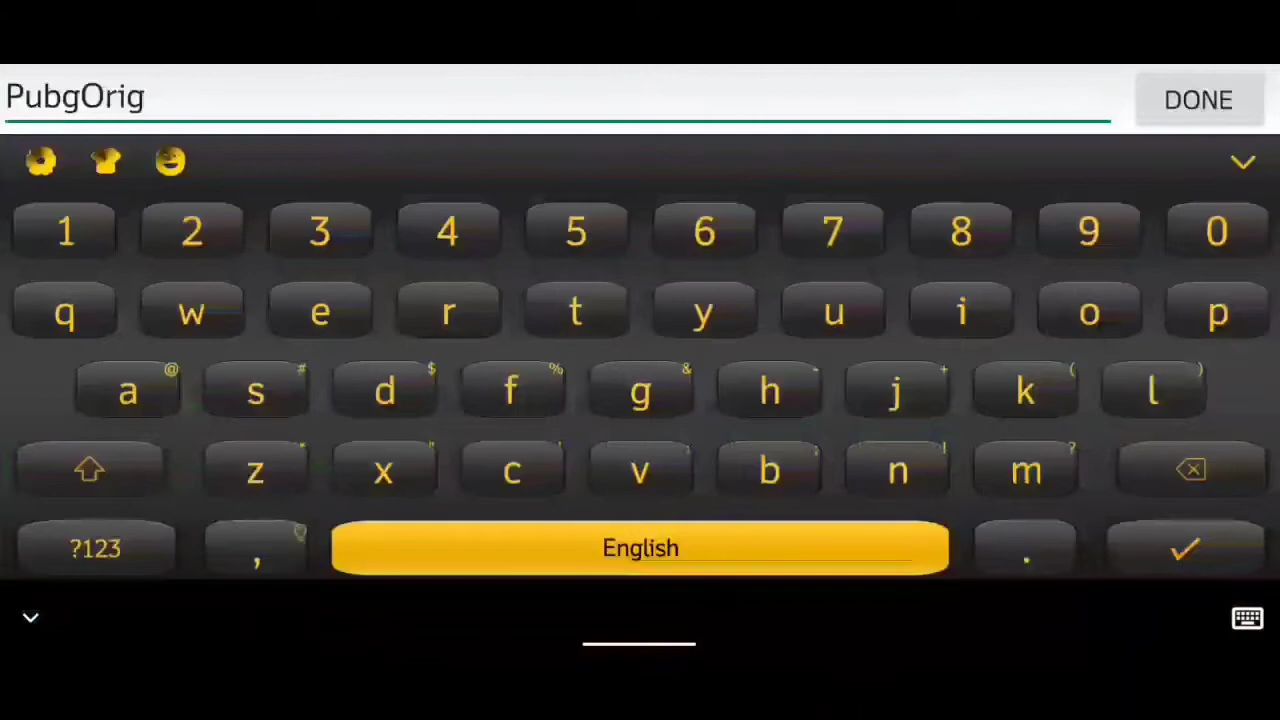 PubgOrig
DONE
1 2 3 4 5 6 7 8 9 0
q w e r t y u i o p
@ # $ % & - + ( )
a s d f g h j k l
* " ' : ; ! ?
z x c v b n m
?123 , English .